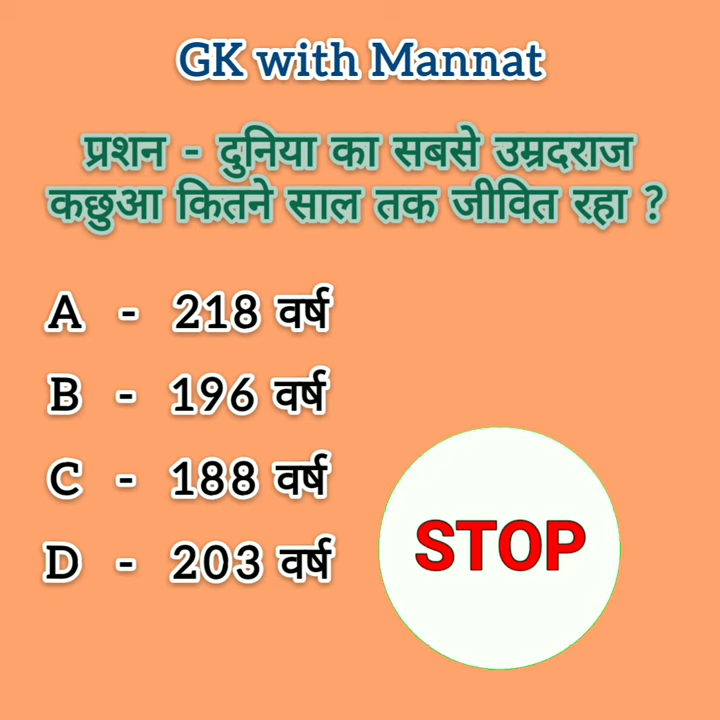 GK with Mannat
प्रशन - दुनिया का सबसे उम्रदराज
कछुआ कितने साल तक जीवित रहा ?
A - 218 वर्ष
B - 196 वर्ष
C - 188 वर्ष
D - 203 वर्ष
STOP